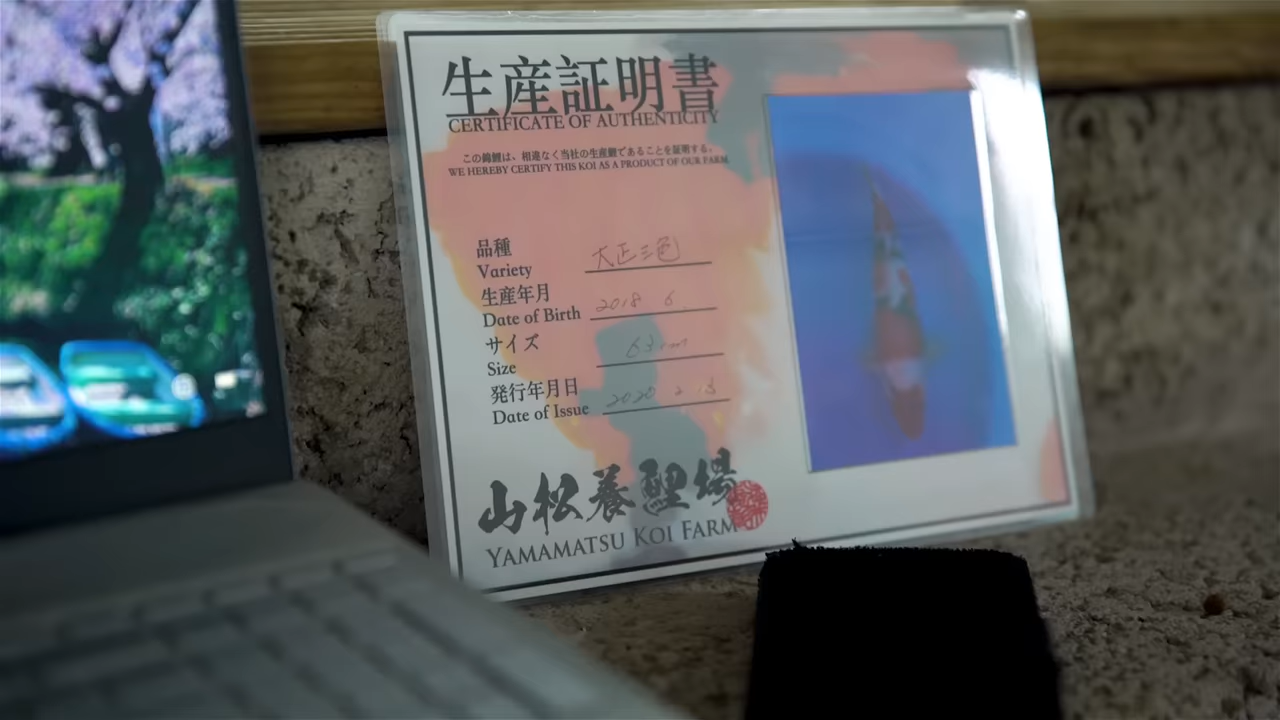 生産証明書
CERTIFICATE OF AUTHENTICITY
この錦鯉は、相違なく当社の生産鯉であることを証明する。
WE HEREBY CERTIFY THIS KOI AS A PRODUCT OF OUR FARM
品種
Variety 大正三色
生産年月
Date of Birth 2018 6
サイズ
Size 63cm
発行年月日
Date of Issue 2020 2
山松養鯉場
YAMAMATSU KOI FARM